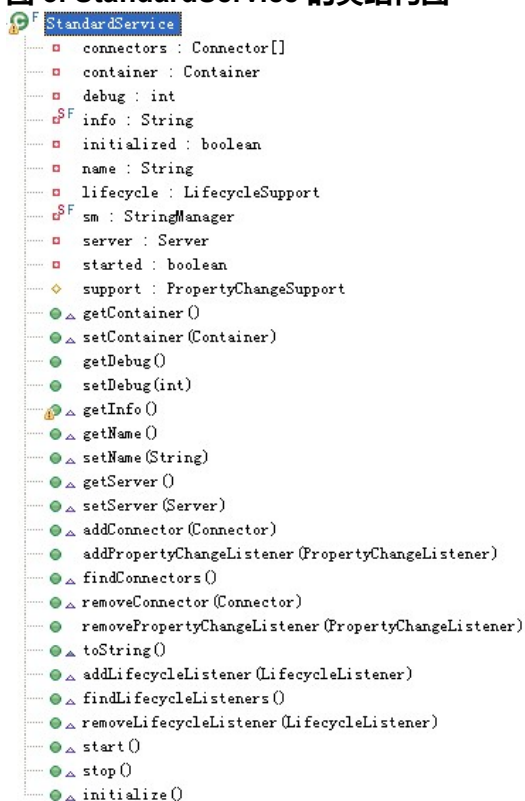 图 3. StandardService 的类结构图
F StandardService
connectors : Connector[]
container : Container
debug : int
S F info : String
initialized : boolean
name : String
lifecycle : LifecycleSupport
S F sm : StringManager
server : Server
started : boolean
support : PropertyChangeSupport
getContainer()
setContainer(Container)
getDebug()
setDebug(int)
getInfo()
getName()
setName(String)
getServer()
setServer(Server)
addConnector(Connector)
addPropertyChangeListener(PropertyChangeListener)
findConnectors()
removeConnector(Connector)
removePropertyChangeListener(PropertyChangeListener)
toString()
addLifecycleListener(LifecycleListener)
findLifecycleListeners()
removeLifecycleListener(LifecycleListener)
start()
stop()
initialize()